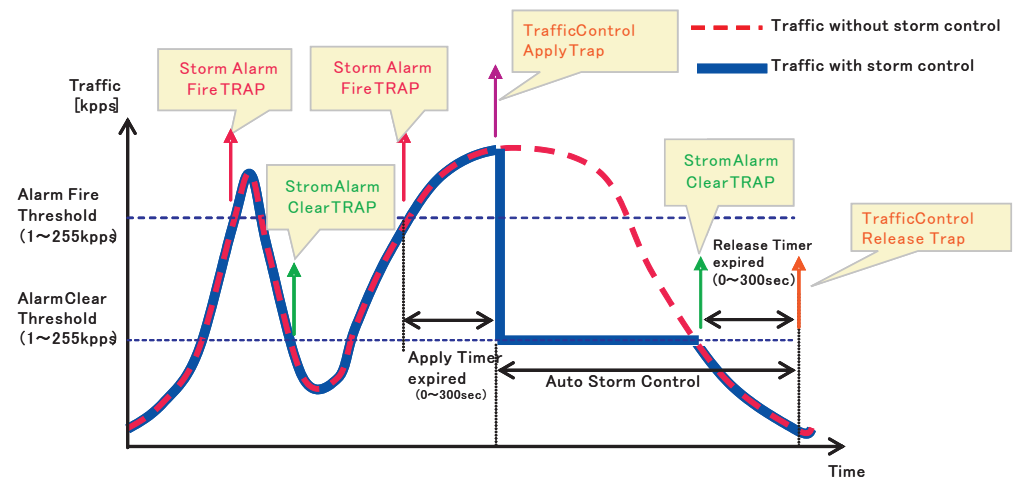 TrafficControl
ApplyTrap
Traffic without storm control
Traffic with storm control
Storm Alarm
FireTRAP
Storm Alarm
FireTRAP
Traffic
[kpps]
StromAlarm
ClearTRAP
StromAlarm
ClearTRAP
Alarm Fire
Threshold
(1~255kpps)
TrafficControl
Release Trap
Release Timer
expired
(0~300sec)
AlarmClear
Threshold
(1~255kpps)
Apply Timer
expired
(0~300sec)
Auto Storm Control
Time